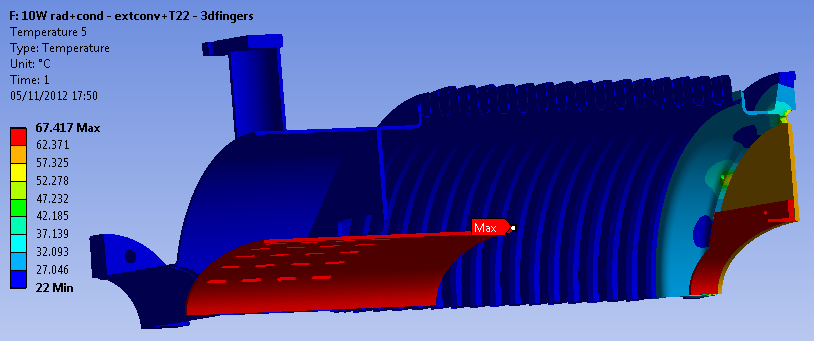 F: 10W rad+cond - extconv+T22 - 3dfingers
Temperature 5
Type: Temperature
Unit: °C
Time: 1
05/11/2012 17:50
67.417 Max
62.371
57.325
52.278
47.232
42.185
37.139
32.093
27.046
22 Min
Max